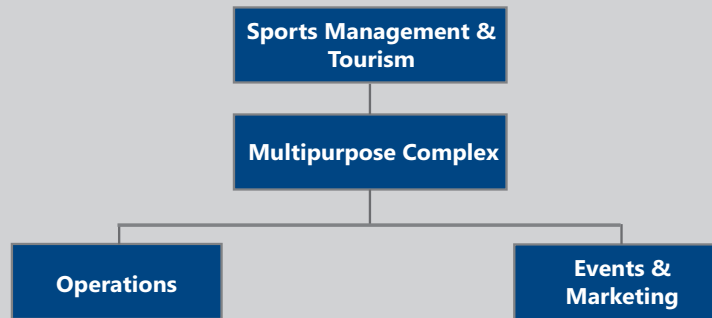 Sports Management &
Tourism
Multipurpose Complex
Operations
Events &
Marketing